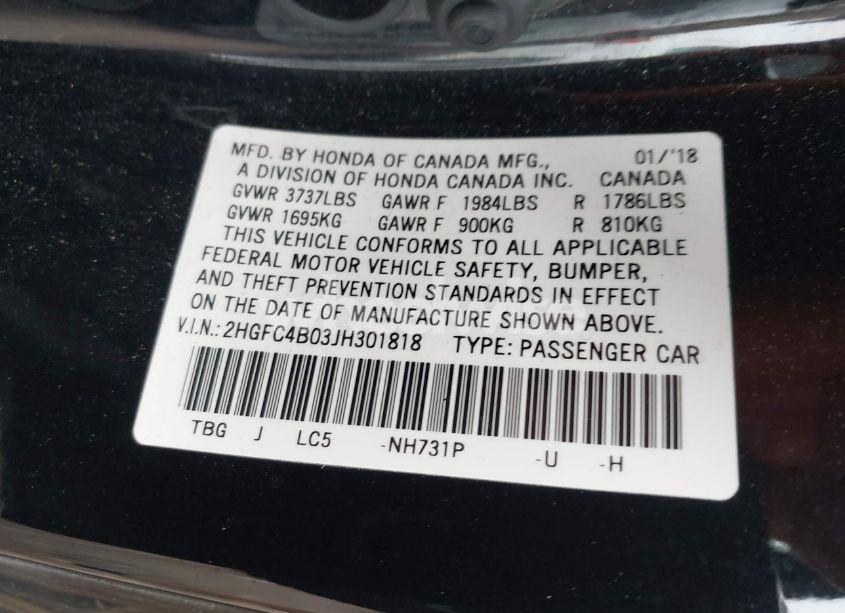 MFD. BY HONDA OF CANADA MFG., 01/'18
A DIVISION OF HONDA CANADA INC. CANADA
GVWR 3737LBS GAWR F 1984LBS R 1786LBS
GVWR 1695KG GAWR F 900KG R 810KG
THIS VEHICLE CONFORMS TO ALL APPLICABLE
FEDERAL MOTOR VEHICLE SAFETY, BUMPER,
AND THEFT PREVENTION STANDARDS IN EFFECT
ON THE DATE OF MANUFACTURE SHOWN ABOVE.
V.I.N.: 2HGFC4B03JH301818 TYPE: PASSENGER CAR
TBG J LC5 -NH731P -U -H